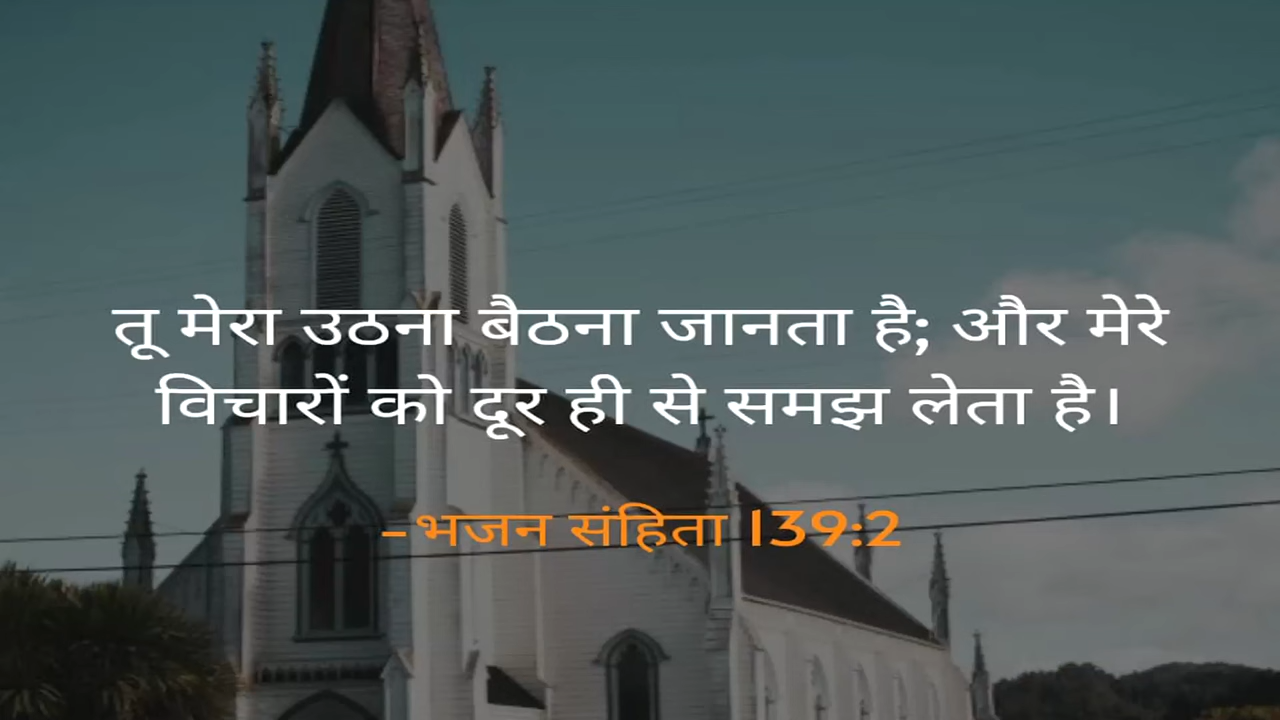 तू मेरा उठना बैठना जानता है; और मेरे
विचारों को दूर ही से समझ लेता है।
-भजन संहिता 139:2